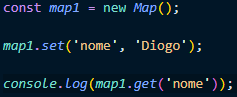 const map1 = new Map();
map1.set('nome', 'Diogo');
console.log(map1.get('nome'));